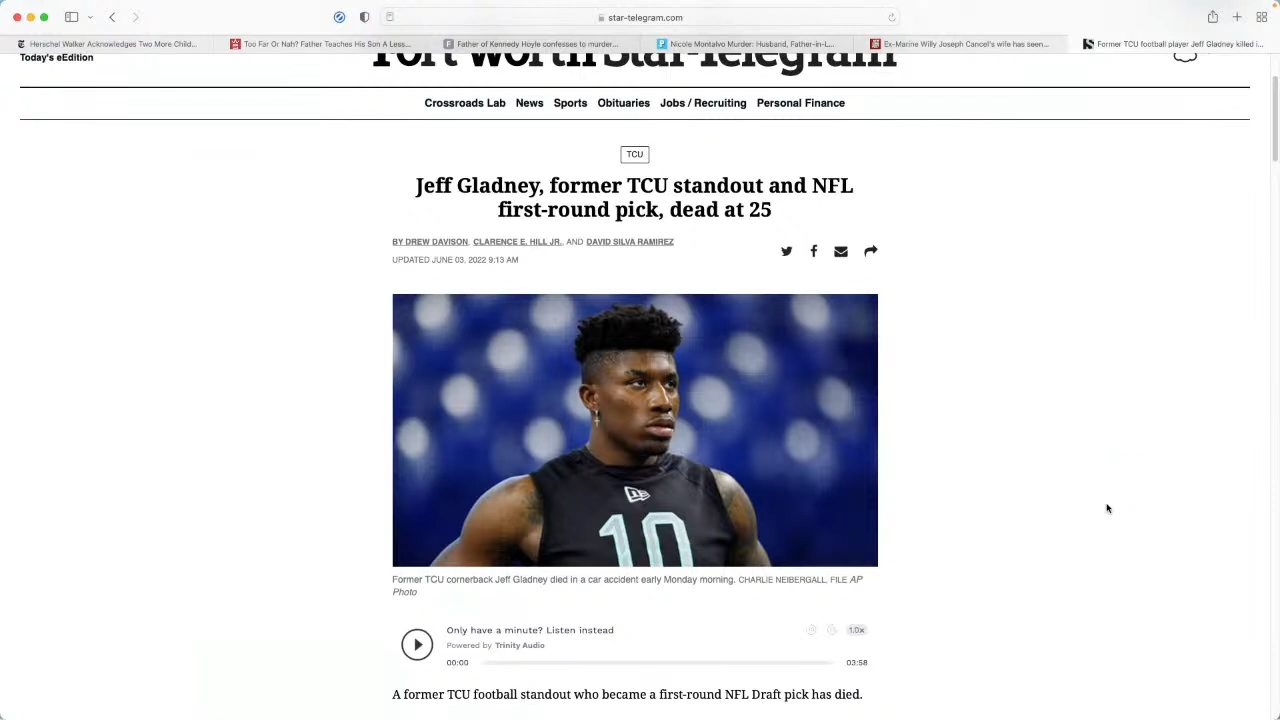 star-telegram.com
Herschel Walker Acknowledges Two More Child...
Too Far Or Nah? Father Teaches His Son A Less...
Father of Kennedy Hoyle confesses to murder...
Nicole Montalvo Murder: Husband, Father-in-L...
Ex-Marine Willy Joseph Cancel's wife has seen...
Former TCU football player Jeff Gladney killed i...
Today's eEdition
Fort Worth Star-Telegram
Crossroads Lab News Sports Obituaries Jobs / Recruiting Personal Finance
TCU
Jeff Gladney, former TCU standout and NFL
first-round pick, dead at 25
BY DREW DAVISON, CLARENCE E. HILL JR., AND DAVID SILVA RAMIREZ
UPDATED JUNE 03, 2022 9:13 AM
10
Former TCU cornerback Jeff Gladney died in a car accident early Monday morning. CHARLIE NEIBERGALL, FILE AP
Photo
Only have a minute? Listen instead
Powered by Trinity Audio
1.0x
00:00
03:58
A former TCU football standout who became a first-round NFL Draft pick has died.